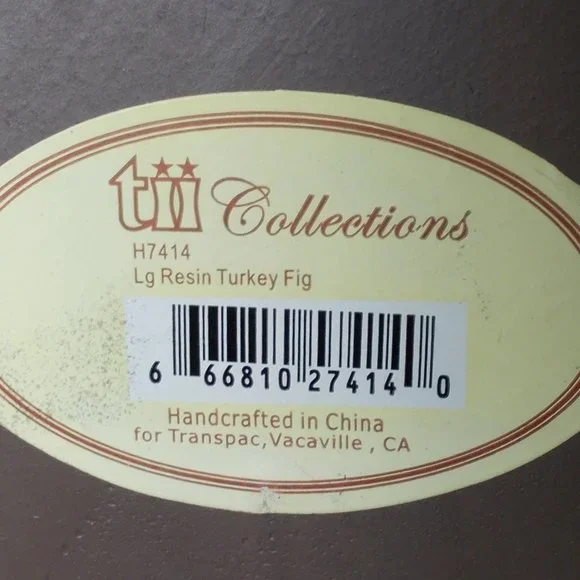 tii Collections
H7414
Lg Resin Turkey Fig
6 66810 27414 0
Handcrafted in China
for Transpac,Vacaville , CA